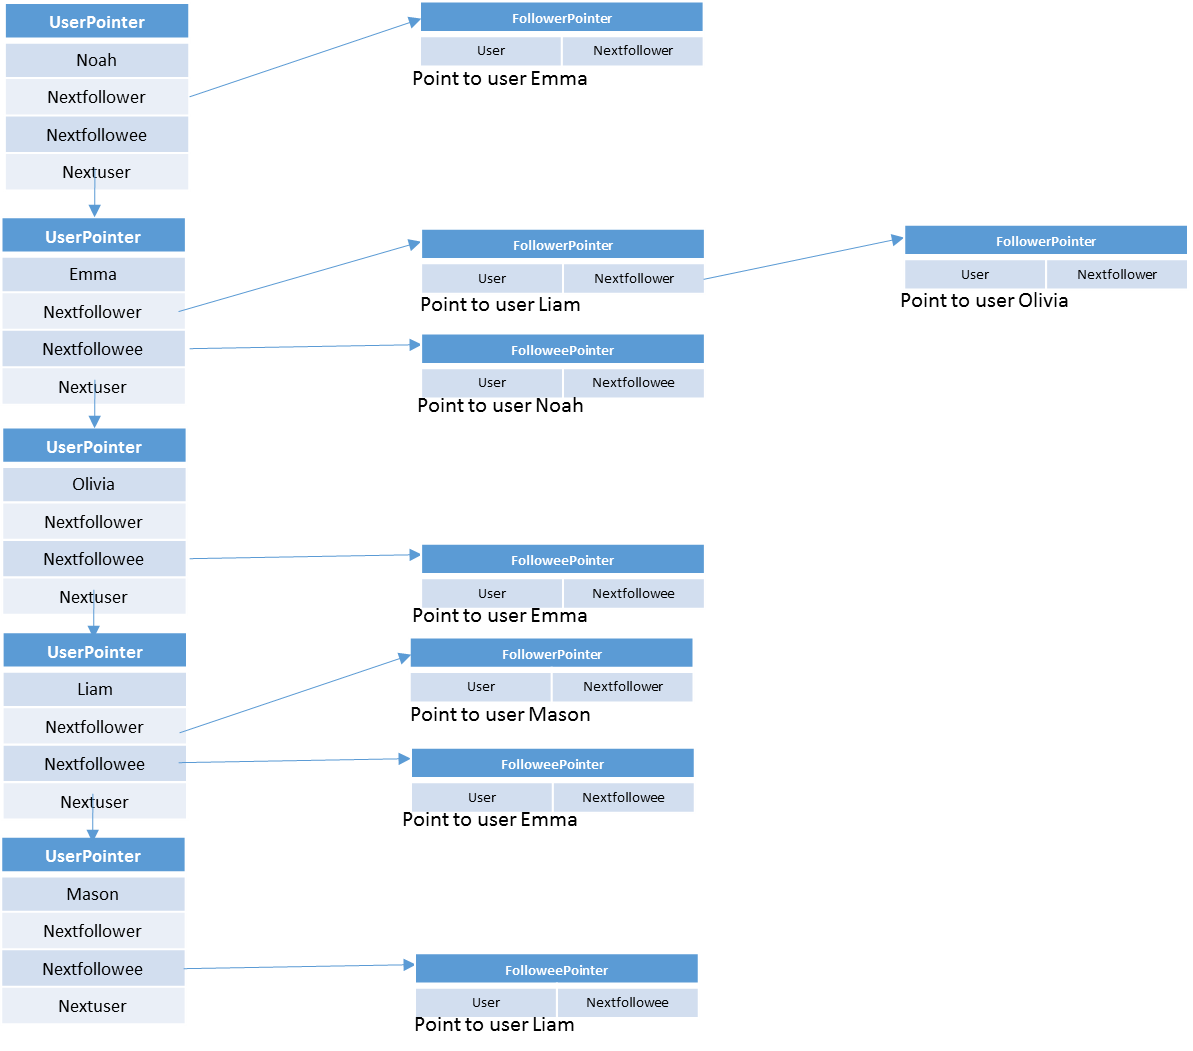 UserPointer
Noah
Nextfollower
Nextfollowee
Nextuser
FollowerPointer
User Nextfollower
Point to user Emma
UserPointer
Emma
Nextfollower
Nextfollowee
Nextuser
FollowerPointer
User Nextfollower
Point to user Liam
FollowerPointer
User Nextfollower
Point to user Olivia
FolloweePointer
User Nextfollowee
Point to user Noah
UserPointer
Olivia
Nextfollower
Nextfollowee
Nextuser
FolloweePointer
User Nextfollowee
Point to user Emma
UserPointer
Liam
Nextfollower
Nextfollowee
Nextuser
FollowerPointer
User Nextfollower
Point to user Mason
FolloweePointer
User Nextfollowee
Point to user Emma
UserPointer
Mason
Nextfollower
Nextfollowee
Nextuser
FolloweePointer
User Nextfollowee
Point to user Liam